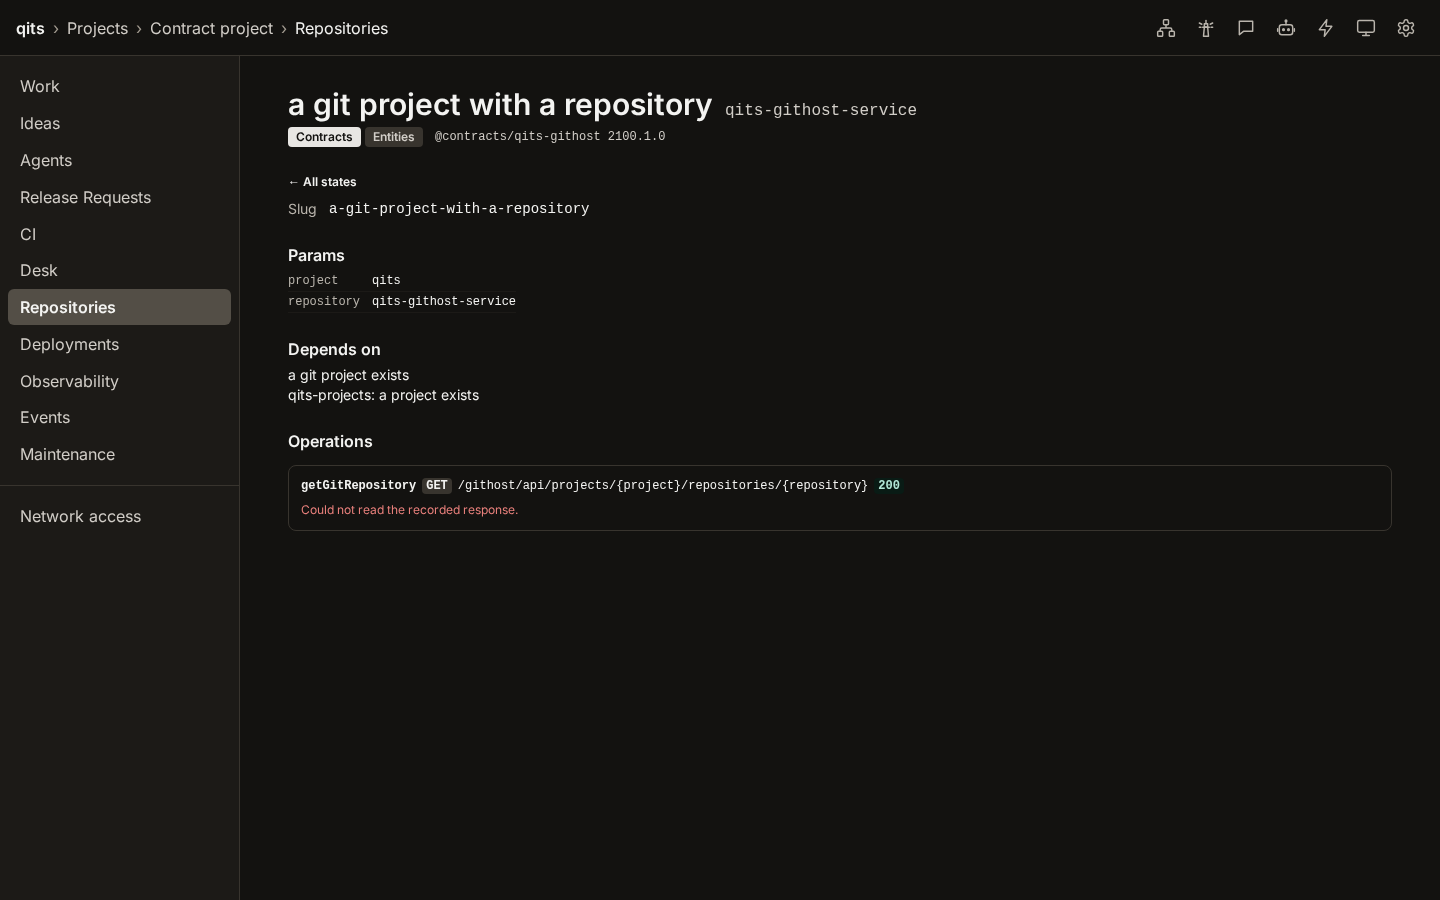 qits › Projects › Contract project › Repositories
Work
Ideas
Agents
Release Requests
CI
Desk
Repositories
Deployments
Observability
Events
Maintenance
Network access
a git project with a repository qits-githost-service
Contracts Entities @contracts/qits-githost 2100.1.0
← All states
Slug a-git-project-with-a-repository
Params
project qits
repository qits-githost-service
Depends on
a git project exists
qits-projects: a project exists
Operations
getGitRepository GET /githost/api/projects/{project}/repositories/{repository} 200
Could not read the recorded response.